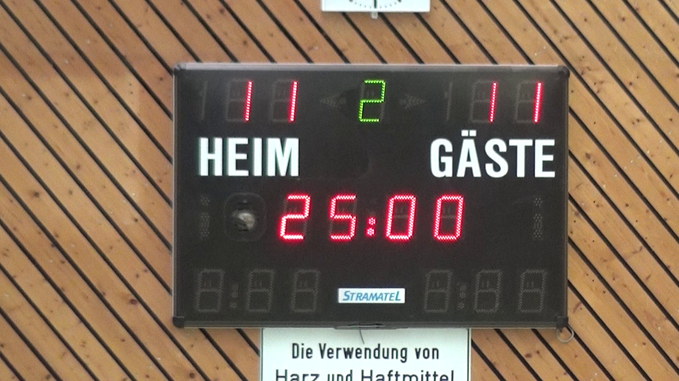 11 2 11
HEIM GÄSTE
25:00
STRAMATEL
Die Verwendung von
Harz und Haftmittel